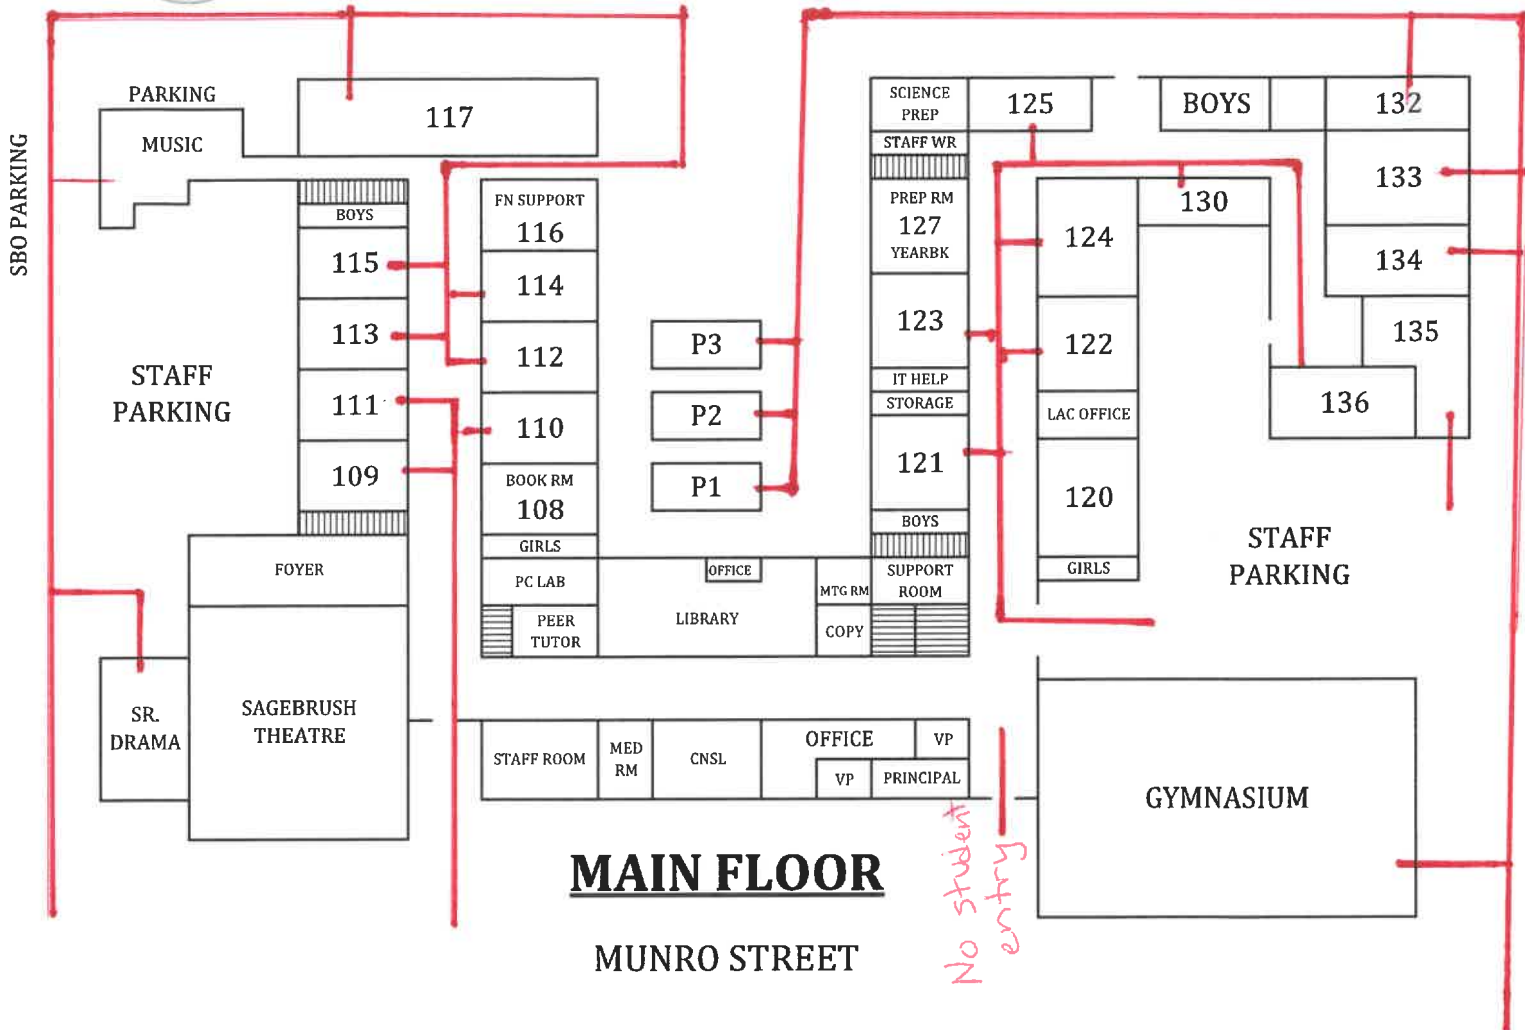 PARKING
MUSIC
117
SCIENCE
PREP
125
BOYS
132
STAFF WR
SBO PARKING
BOYS
FN SUPPORT
116
PREP RM
127
YEARBK
124
130
133
115
114
134
113
112
P3
123
122
135
STAFF
PARKING
111
110
P2
IT HELP
STORAGE
LAC OFFICE
136
109
BOOK RM
108
P1
121
120
GIRLS
BOYS
STAFF
PARKING
FOYER
PC LAB
OFFICE
MTG RM
SUPPORT
ROOM
GIRLS
PEER
TUTOR
LIBRARY
COPY
SR.
DRAMA
SAGEBRUSH
THEATRE
STAFF ROOM
MED
RM
CNSL
OFFICE
VP
VP
PRINCIPAL
GYMNASIUM
No student
entry
MAIN FLOOR
MUNRO STREET